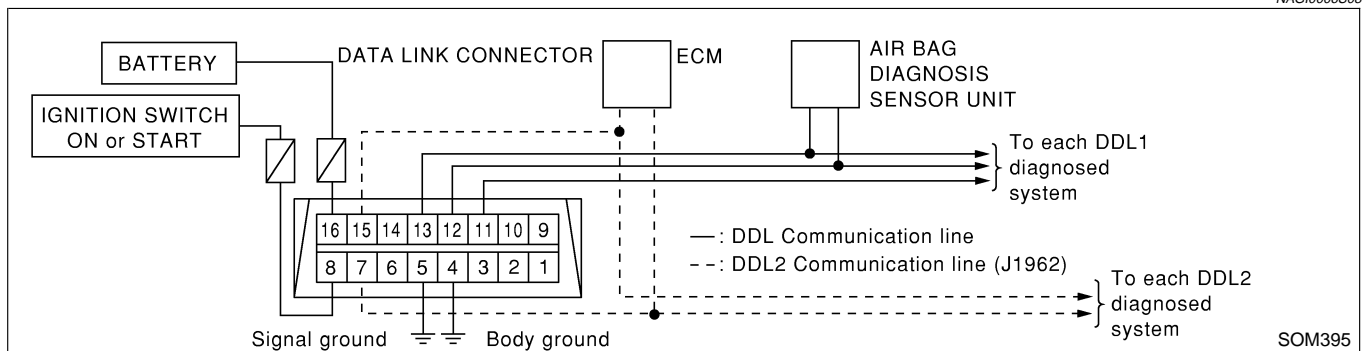 BATTERY
IGNITION SWITCH
ON or START
DATA LINK CONNECTOR
ECM
AIR BAG
DIAGNOSIS
SENSOR UNIT
To each DDL1
diagnosed
system
16 15 14 13 12 11 10 9
8 7 6 5 4 3 2 1
— : DDL Communication line
-- : DDL2 Communication line (J1962)
To each DDL2
diagnosed
system
Signal ground
Body ground
SOM395